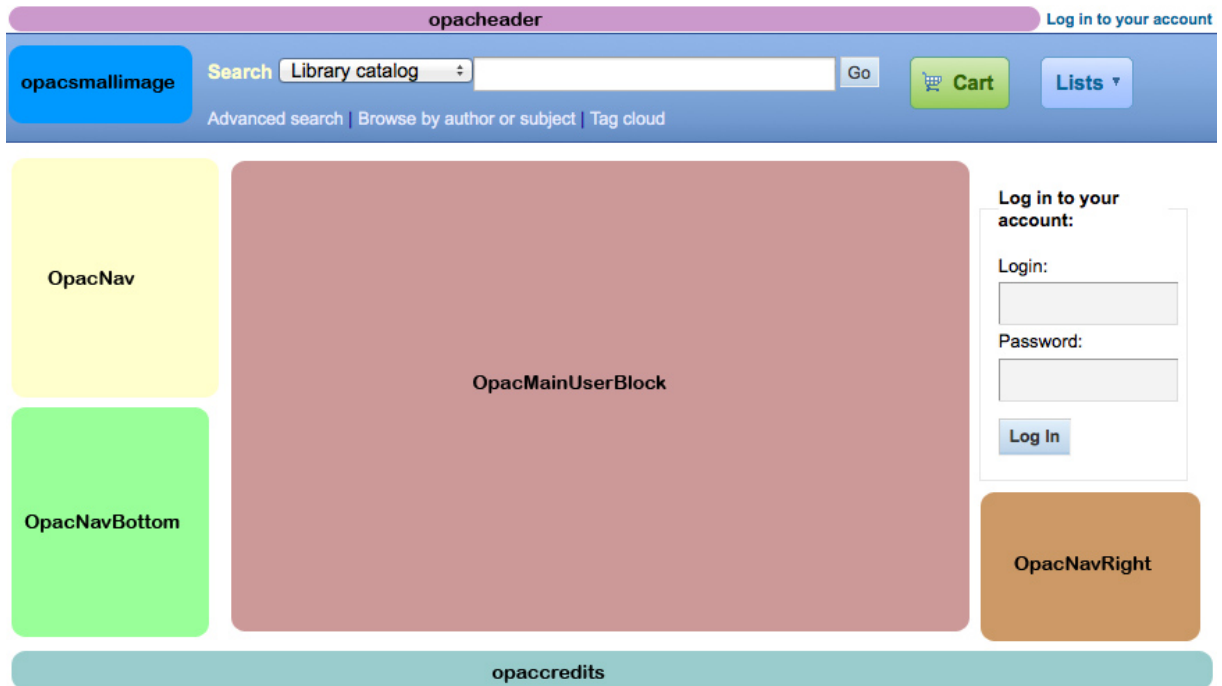 opacheader
Log in to your account
opacsmallimage
Search Library catalog Go
Cart
Lists
Advanced search | Browse by author or subject | Tag cloud
OpacNav
OpacMainUserBlock
Log in to your
account:
Login:
Password:
Log In
OpacNavBottom
OpacNavRight
opaccredits